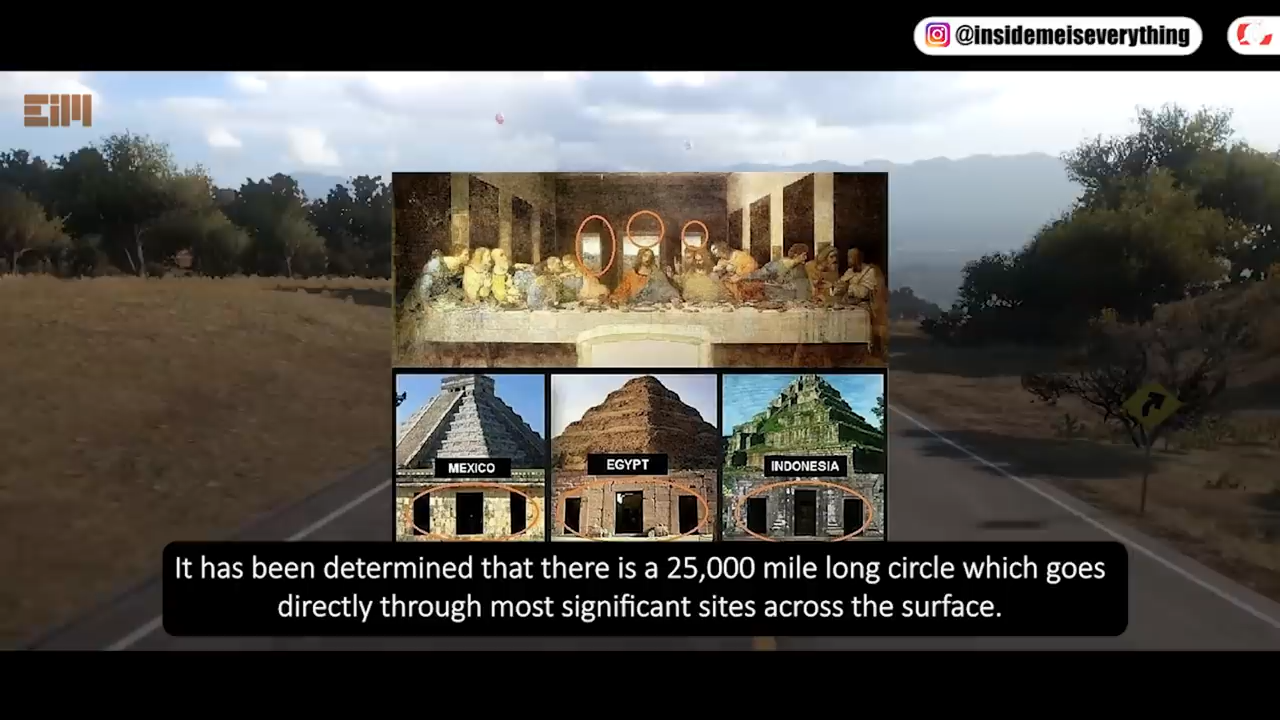 @insidemeiseverything
EIM
MEXICO
EGYPT
INDONESIA
It has been determined that there is a 25,000 mile long circle which goes
directly through most significant sites across the surface.